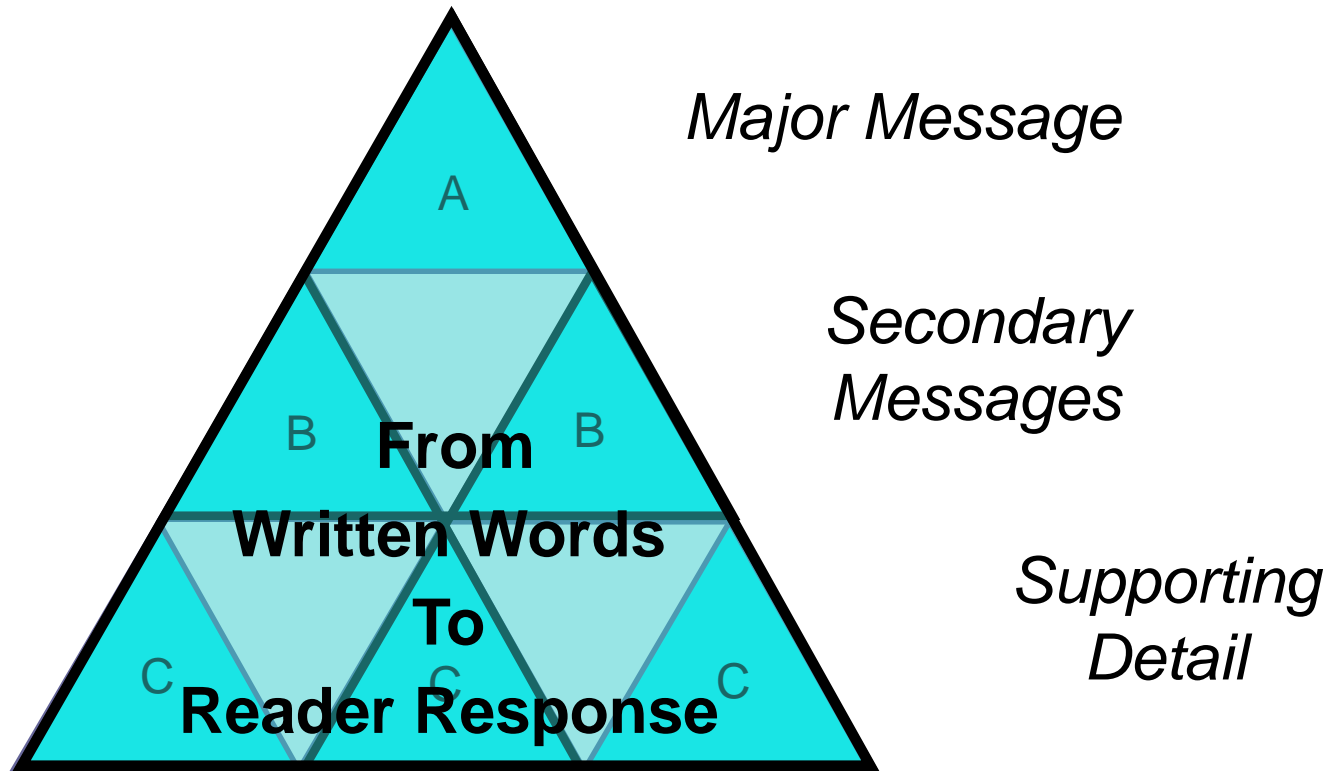 Major Message
A
Secondary
Messages
B
B
From
Written Words
To
Reader Response
Supporting
Detail
C
C
C